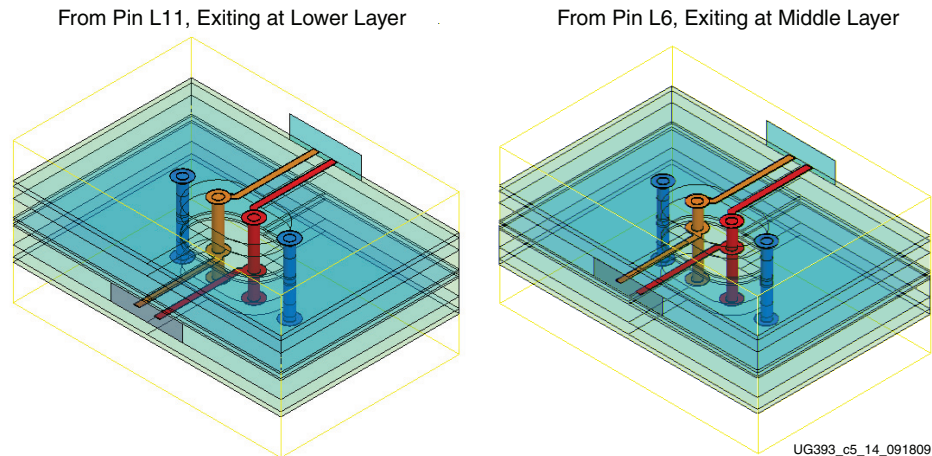 From Pin L11, Exiting at Lower Layer
From Pin L6, Exiting at Middle Layer
UG393_c5_14_091809